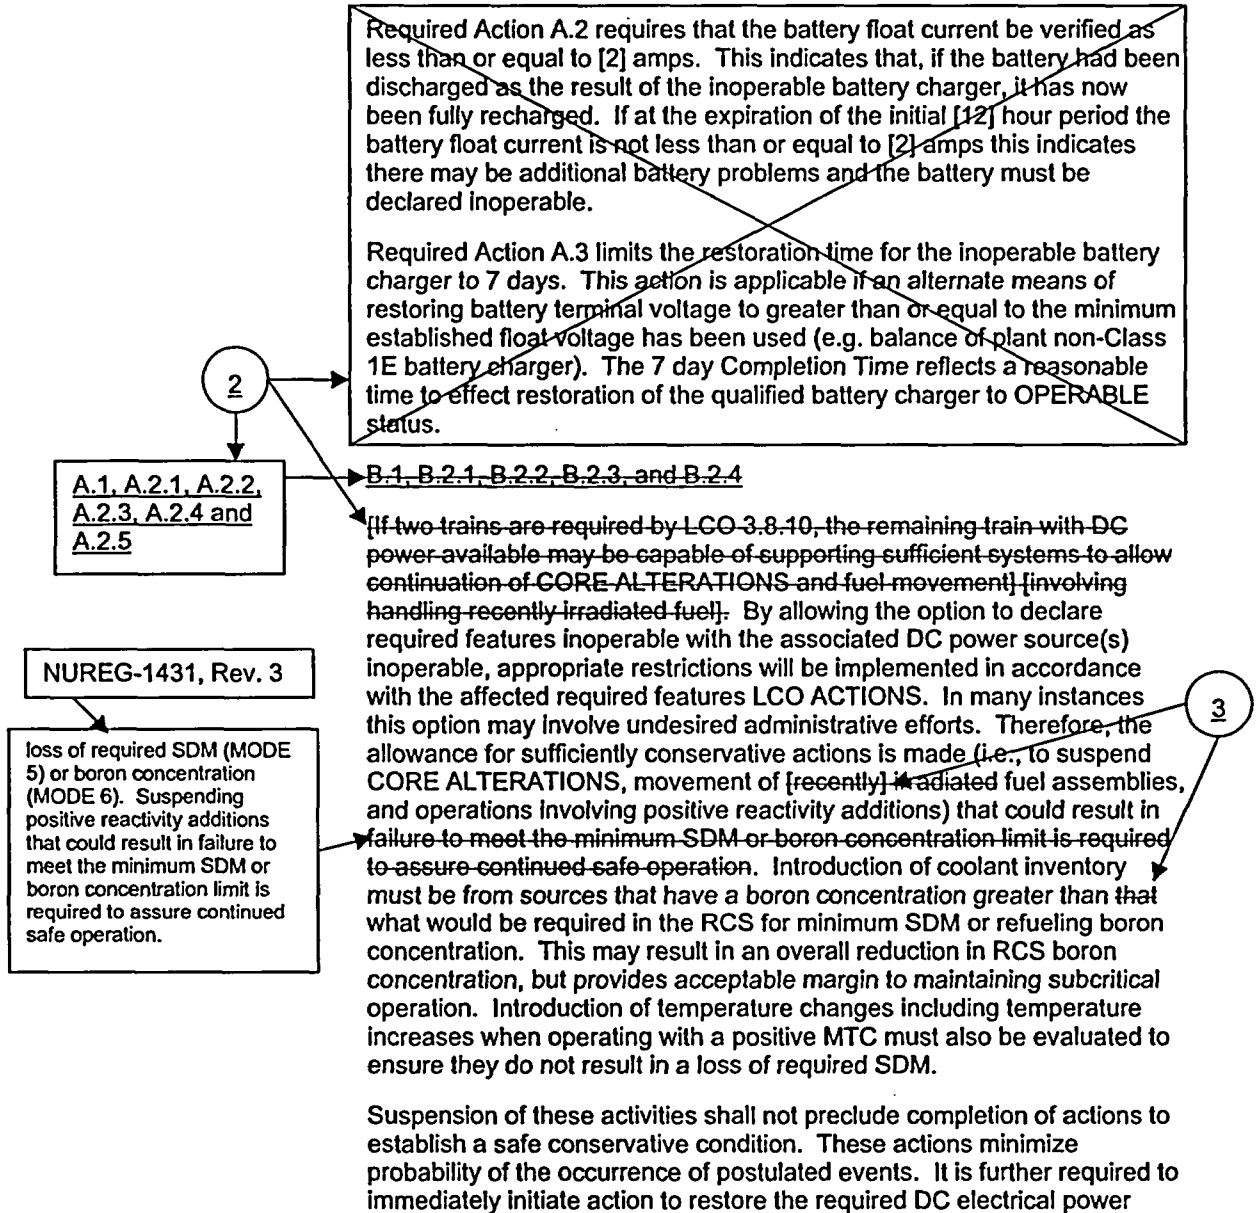 Required Action A.2 requires that the battery float current be verified as
less than or equal to [2] amps. This indicates that, if the battery had been
discharged as the result of the inoperable battery charger, it has now
been fully recharged. If at the expiration of the initial [12] hour period the
battery float current is not less than or equal to [2] amps this indicates
there may be additional battery problems and the battery must be
declared inoperable.
Required Action A.3 limits the restoration time for the inoperable battery
charger to 7 days. This action is applicable if an alternate means of
restoring battery terminal voltage to greater than or equal to the minimum
established float voltage has been used (e.g. balance of plant non-Class
1E battery charger). The 7 day Completion Time reflects a reasonable
time to effect restoration of the qualified battery charger to OPERABLE
status.
2
A.1, A.2.1, A.2.2,
A.2.3, A.2.4 and
A.2.5
B.1, B.2.1, B.2.2, B.2.3, and B.2.4
[If two trains are required by LCO 3.8.10, the remaining train with DC
power available may be capable of supporting sufficient systems to allow
continuation of CORE ALTERATIONS and fuel movement] [involving
handling recently irradiated fuel]. By allowing the option to declare
required features inoperable with the associated DC power source(s)
inoperable, appropriate restrictions will be implemented in accordance
with the affected required features LCO ACTIONS. In many instances
this option may involve undesired administrative efforts. Therefore, the
allowance for sufficiently conservative actions is made (i.e., to suspend
CORE ALTERATIONS, movement of [recently] irradiated fuel assemblies,
and operations involving positive reactivity additions) that could result in
failure to meet the minimum SDM or boron concentration limit is required
to assure continued safe operation. Introduction of coolant inventory
must be from sources that have a boron concentration greater than that
what would be required in the RCS for minimum SDM or refueling boron
concentration. This may result in an overall reduction in RCS boron
concentration, but provides acceptable margin to maintaining subcritical
operation. Introduction of temperature changes including temperature
increases when operating with a positive MTC must also be evaluated to
ensure they do not result in a loss of required SDM.
NUREG-1431, Rev. 3
loss of required SDM (MODE
5) or boron concentration
(MODE 6). Suspending
positive reactivity additions
that could result in failure to
meet the minimum SDM or
boron concentration limit is
required to assure continued
safe operation.
3
Suspension of these activities shall not preclude completion of actions to
establish a safe conservative condition. These actions minimize
probability of the occurrence of postulated events. It is further required to
immediately initiate action to restore the required DC electrical power